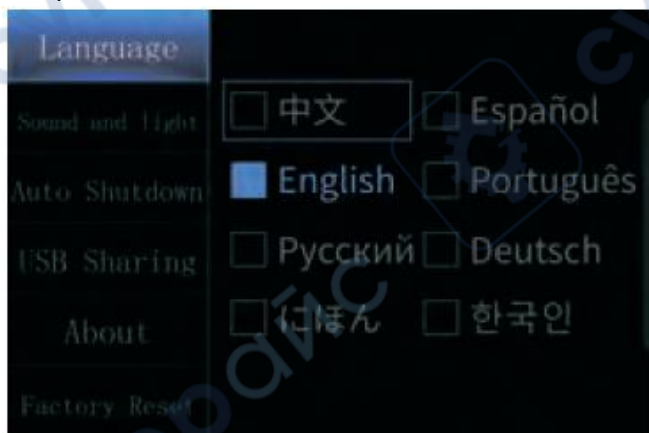 Language
Sound and light
Auto Shutdown
USB Sharing
About
Factory Reset
中文
Español
English
Português
Русский
Deutsch
にほん
한국인